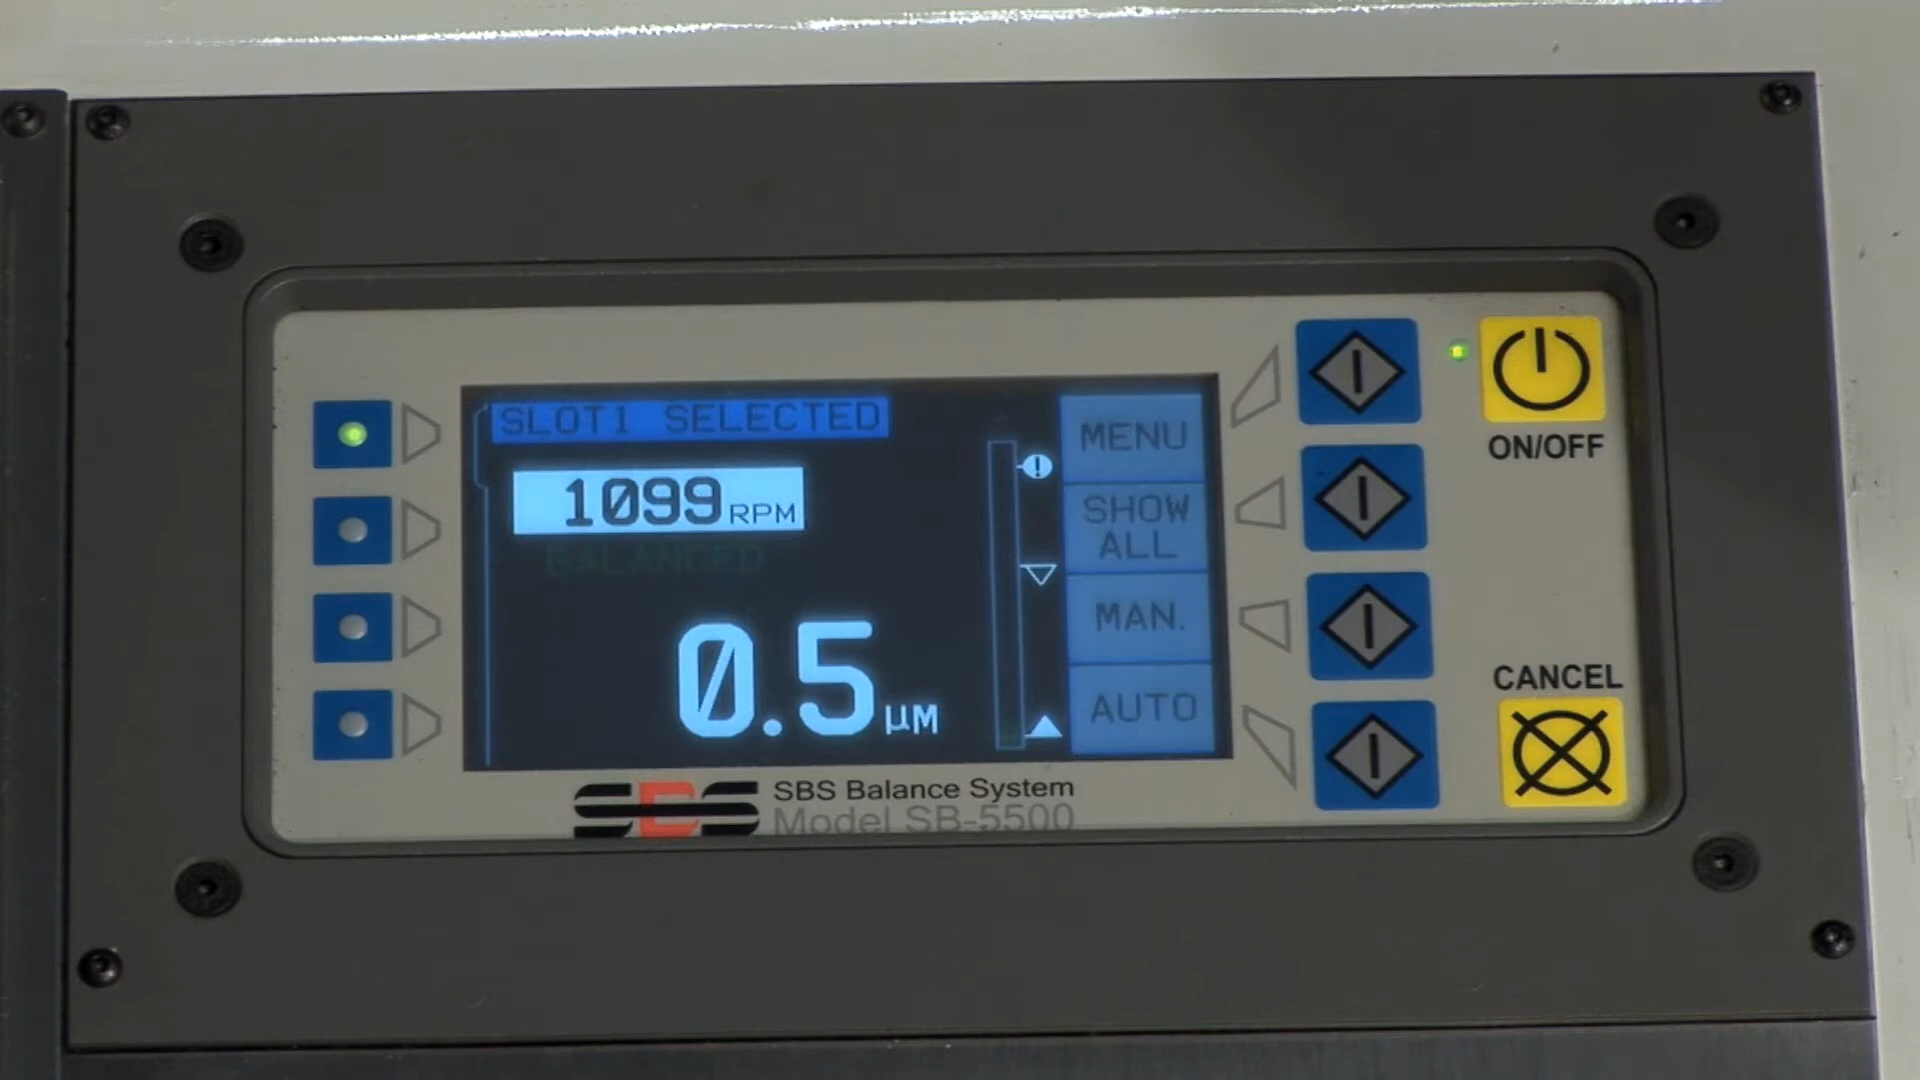 SLOT1 SELECTED
1099 RPM
BALANCED
0.5 µM
MENU
SHOW
ALL
MAN.
AUTO
ON/OFF
CANCEL
SBS
SBS Balance System
Model SB-5500